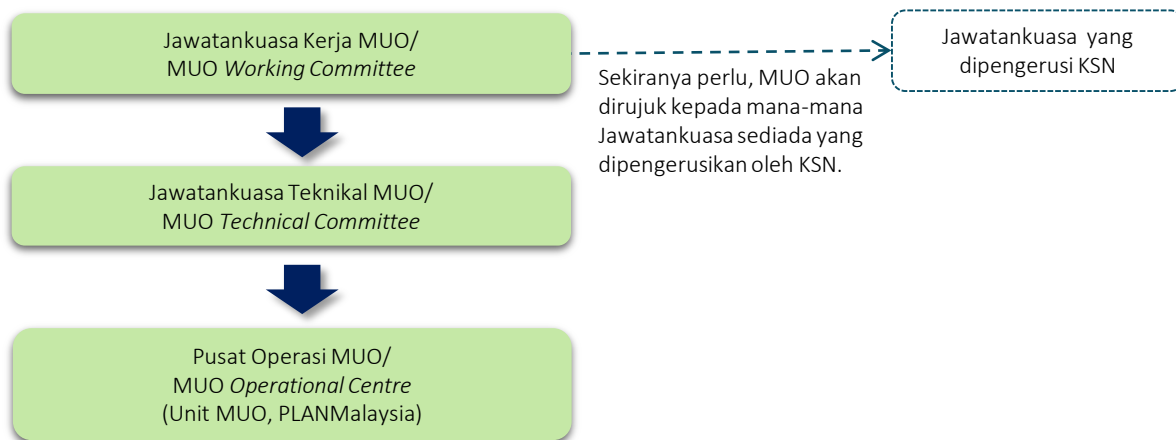 Jawatankuasa Kerja MUO/
MUO Working Committee
Jawatankuasa yang
dipengerusi KSN
Sekiranya perlu, MUO akan
dirujuk kepada mana-mana
Jawatankuasa sediada yang
dipengerusikan oleh KSN.
Jawatankuasa Teknikal MUO/
MUO Technical Committee
Pusat Operasi MUO/
MUO Operational Centre
(Unit MUO, PLANMalaysia)